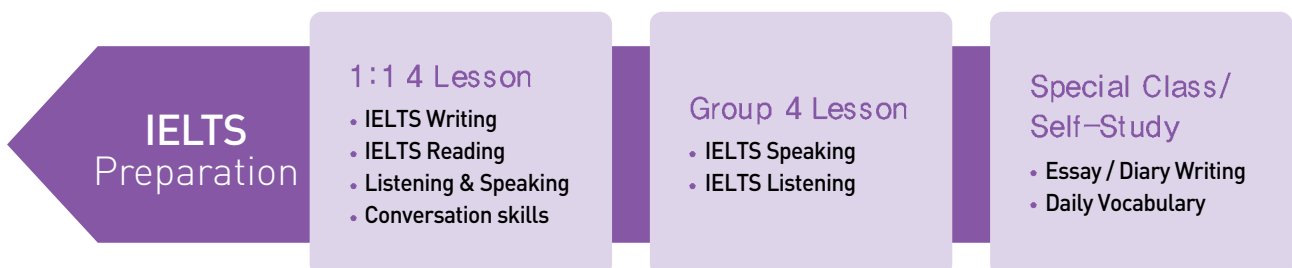 IELTS
Preparation
1:1 4 Lesson
• IELTS Writing
• IELTS Reading
• Listening & Speaking
• Conversation skills
Group 4 Lesson
• IELTS Speaking
• IELTS Listening
Special Class/
Self-Study
• Essay / Diary Writing
• Daily Vocabulary